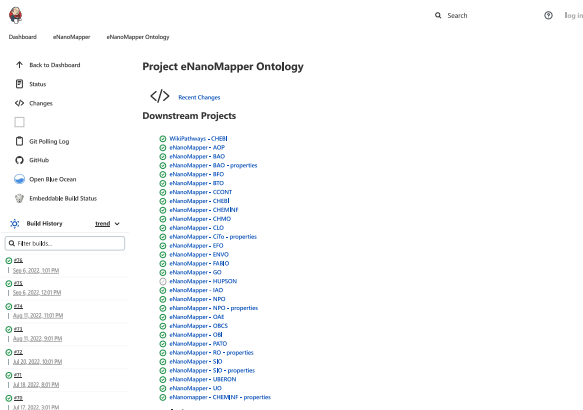 Search
log in
Dashboard
eNanoMapper
eNanoMapper Ontology
Back to Dashboard
Status
Changes
Git Polling Log
GitHub
Open Blue Ocean
Embeddable Build Status
Build History
trend
Filter builds...
#76
Sep 6, 2022, 1:01 PM
#75
Sep 6, 2022, 12:01 PM
#74
Aug 11, 2022, 11:01 PM
#73
Aug 11, 2022, 9:01 PM
#72
Jul 20, 2022, 10:01 PM
#71
Jul 18, 2022, 8:01 PM
#70
Jul 17, 2022, 3:01 PM
Project eNanoMapper Ontology
Recent Changes
Downstream Projects
WikiPathways - CHEBI
eNanoMapper - AOP
eNanoMapper - BAO
eNanoMapper - BAO - properties
eNanoMapper - BFO
eNanoMapper - BTO
eNanoMapper - CCONT
eNanoMapper - CHEBI
eNanoMapper - CHEMINF
eNanoMapper - CHMO
eNanoMapper - CLO
eNanoMapper - CiTo - properties
eNanoMapper - EFO
eNanoMapper - ENVO
eNanoMapper - FABIO
eNanoMapper - GO
eNanoMapper - HUPSON
eNanoMapper - IAO
eNanoMapper - NPO
eNanoMapper - NPO - properties
eNanoMapper - OAE
eNanoMapper - OBCS
eNanoMapper - OBI
eNanoMapper - PATO
eNanoMapper - RO - properties
eNanoMapper - SIO
eNanoMapper - SIO - properties
eNanoMapper - UBERON
eNanoMapper - UO
eNanomapper - CHEMINF - properties